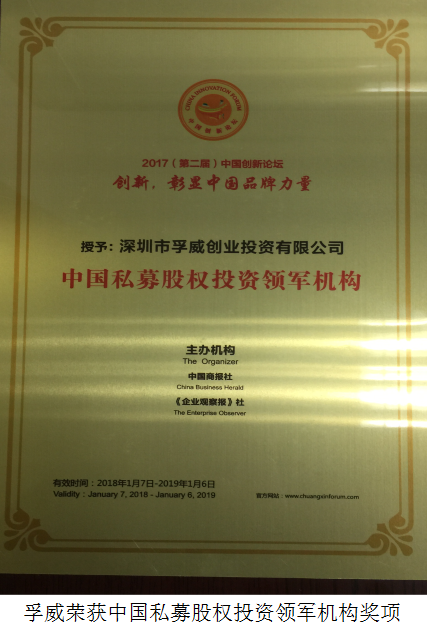 CHINA INNOVATION FORUM
中国创新论坛
2017（第二届）中国创新论坛
创新，彰显中国品牌力量
授予：深圳市孚威创业投资有限公司
中国私募股权投资领军机构
主办机构
The Organizer
中国商报社
China Business Herald
《企业观察报》社
The Enterprise Observer
有效时间：2018年1月7日-2019年1月6日
Validity：January 7, 2018 - January 6, 2019
官方网站：www.chuangxinforum.com
孚威荣获中国私募股权投资领军机构奖项